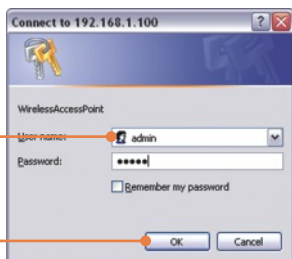 Connect to 192.168.1.100
WirelessAccessPoint
User name:
admin
Password:
•••••
Remember my password
OK
Cancel